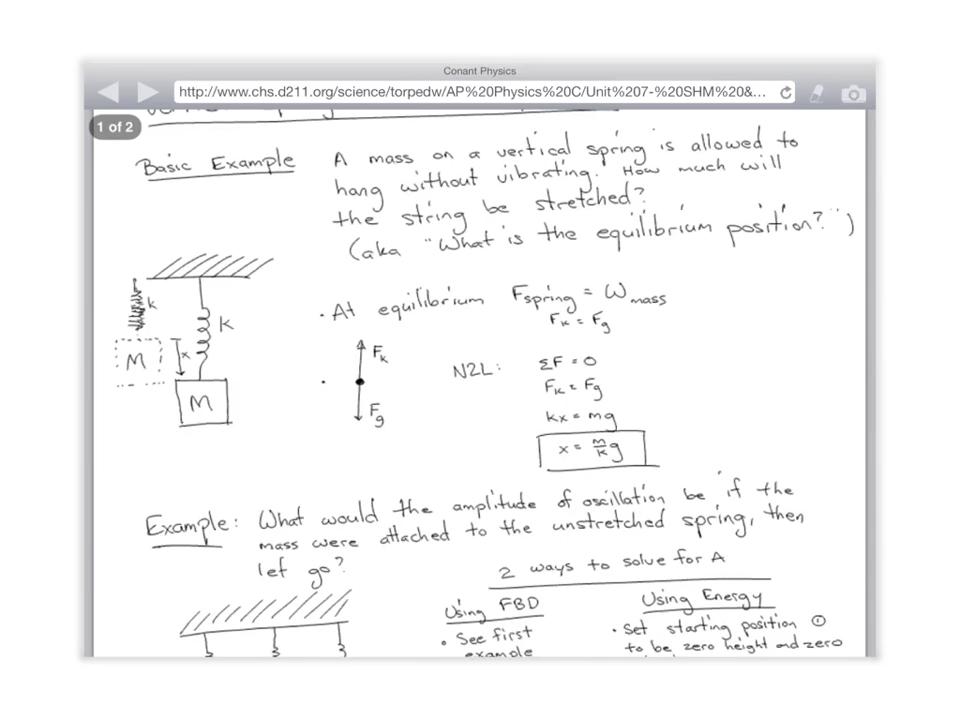 Conant Physics
http://www.chs.d211.org/science/torpedw/AP%20Physics%20C/Unit%207-%20SHM%20&...
1 of 2
Basic Example
A mass on a vertical spring is allowed to
hang without vibrating. How much will
the string be stretched?
(aka "What is the equilibrium position?")
k
k
M
x
M
· At equilibrium Fspring = Wmass
Fk = Fg
Fk
Fg
N2L: ΣF = 0
Fk = Fg
kx = mg
x = m/k g
Example: What would the amplitude of oscillation be if the
mass were attached to the unstretched spring, then
let go?
2 ways to solve for A
Using FBD
· See first
example
Using Energy
· Set starting position ①
to be zero height and zero